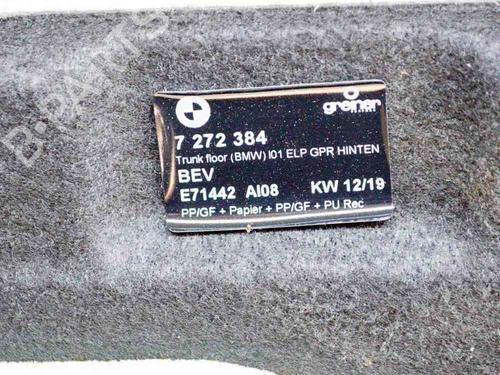 B-PARTS
greiner
7 272 384
Trunk floor (BMW) I01 ELP GPR HINTEN
BEV
E71442 AI08 KW 12/19
PP/GF + Papier + PP/GF + PU Rec